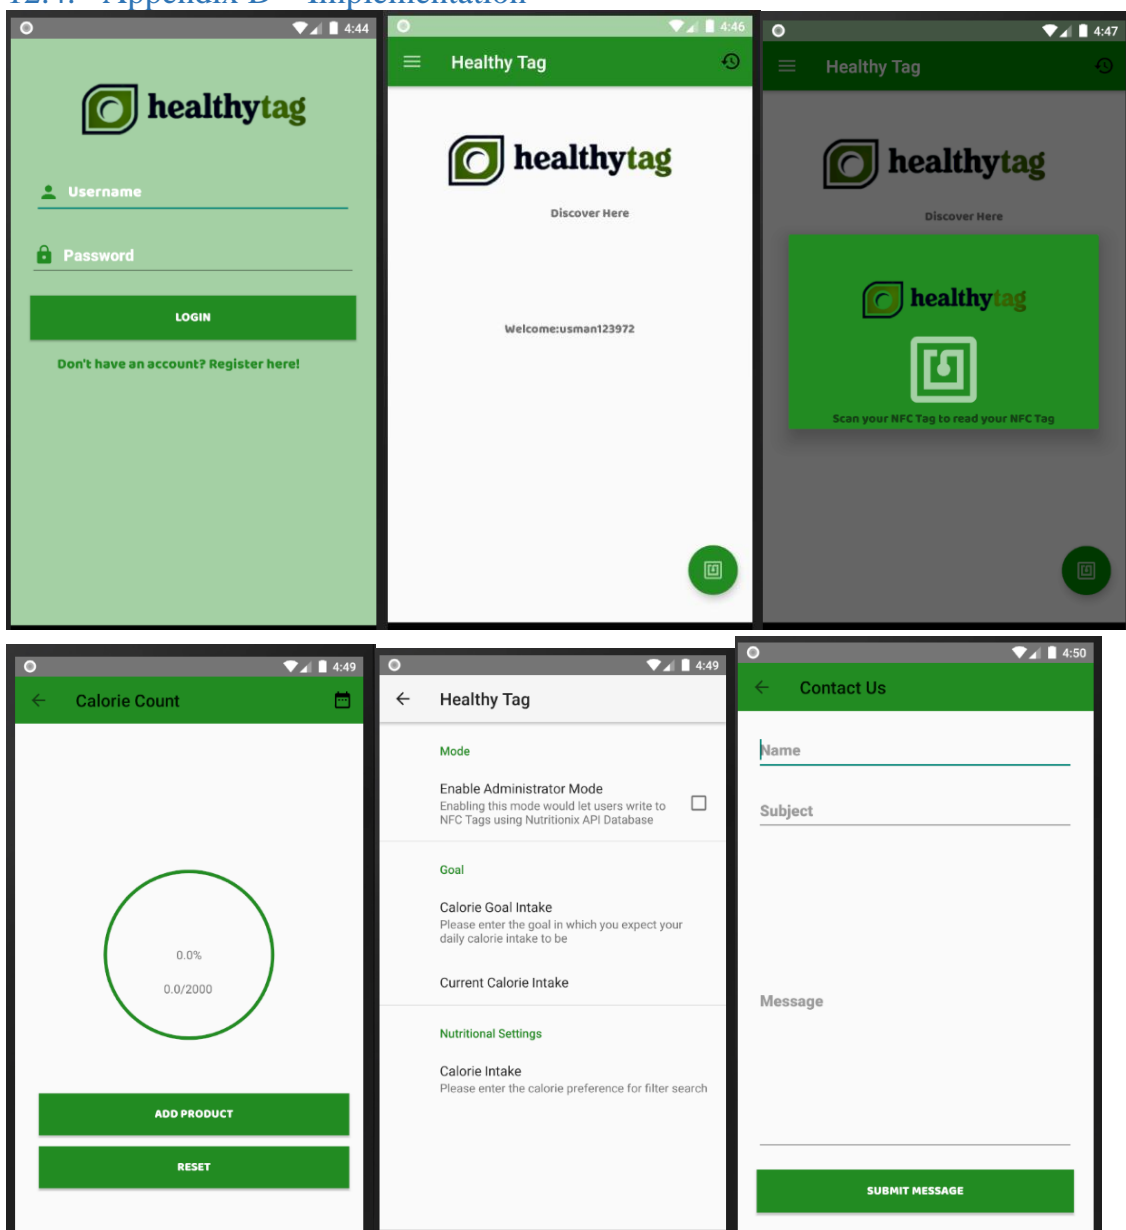 12.4. Appendix D – Implementation
4:44
healthytag
Username
Password
LOGIN
Don't have an account? Register here!
4:46
Healthy Tag
healthytag
Discover Here
Welcome:usman123972
4:47
Healthy Tag
healthytag
Discover Here
healthytag
Scan your NFC Tag to read your NFC Tag
4:49
Calorie Count
0.0%
0.0/2000
ADD PRODUCT
RESET
4:49
Healthy Tag
Mode
Enable Administrator Mode
Enabling this mode would let users write to
NFC Tags using Nutritionix API Database
Goal
Calorie Goal Intake
Please enter the goal in which you expect your
daily calorie intake to be
Current Calorie Intake
Nutritional Settings
Calorie Intake
Please enter the calorie preference for filter search
4:50
Contact Us
Name
Subject
Message
SUBMIT MESSAGE